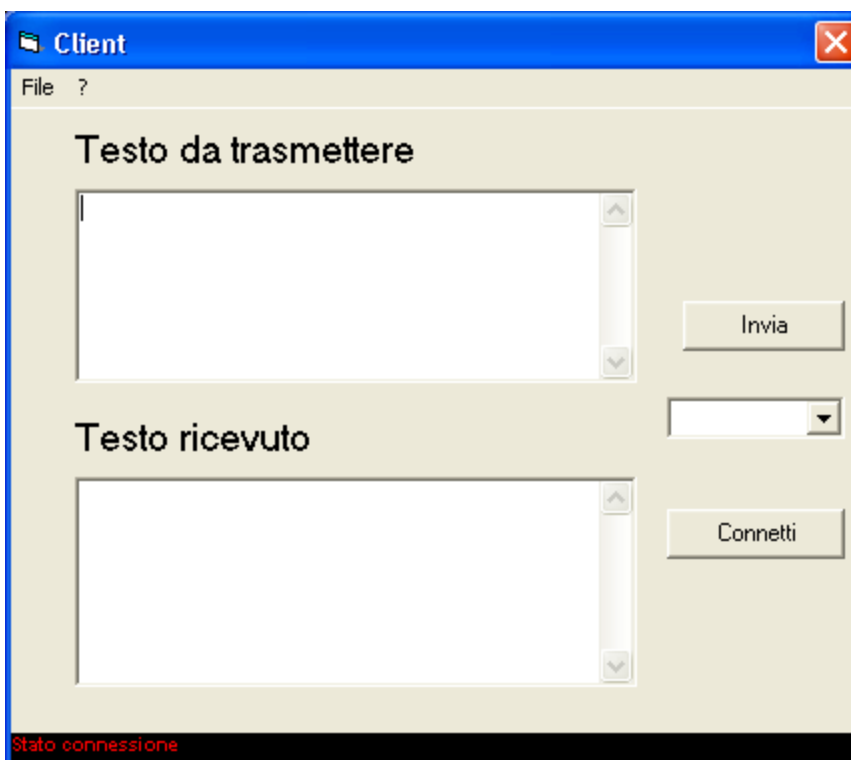 Client
File ?
Testo da trasmettere
Invia
Testo ricevuto
Connetti
Stato connessione